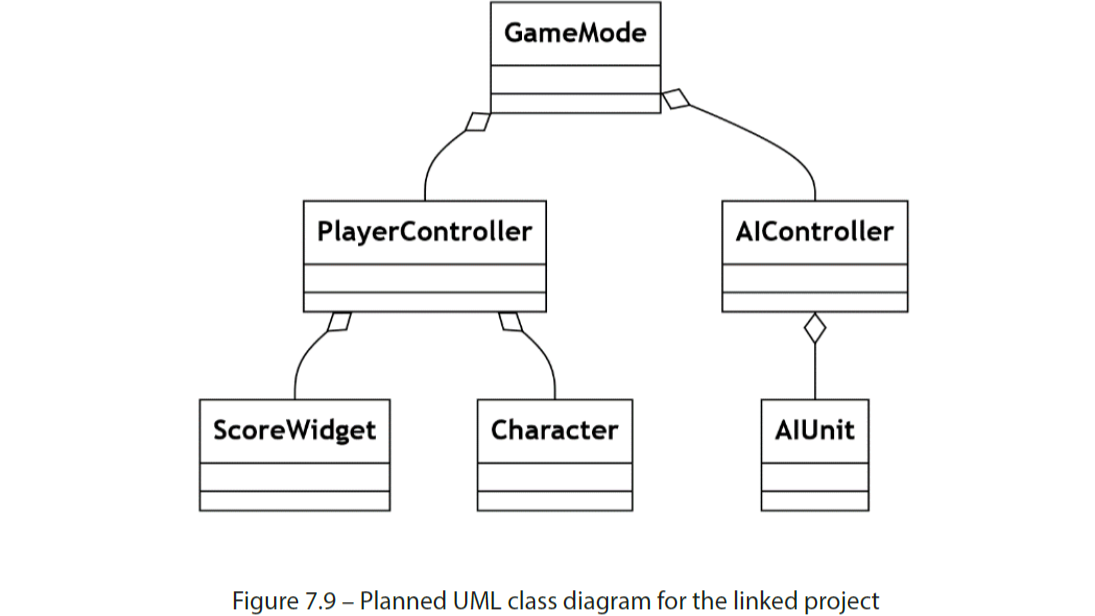 GameMode
PlayerController
AIController
ScoreWidget
Character
AIUnit
Figure 7.9 – Planned UML class diagram for the linked project